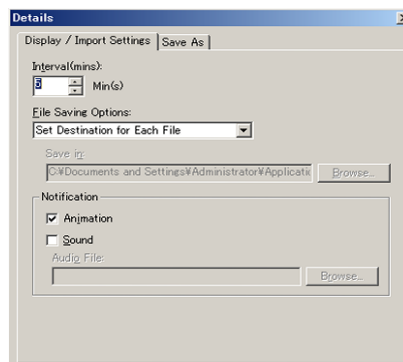 Details
Display / Import Settings Save As
Interval(mins):
5 Min(s)
File Saving Options:
Set Destination for Each File
Save in:
C:¥Documents and Settings¥Administrator¥Applicatio
Browse...
Notification
Animation
Sound
Audio File:
Browse...